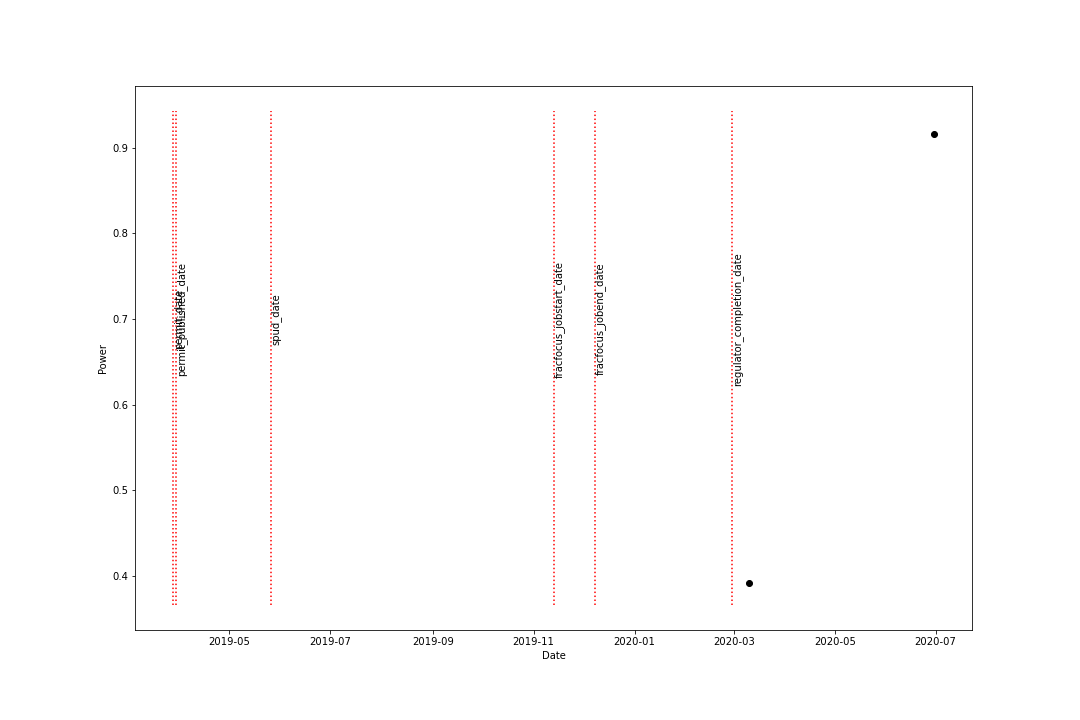 0.9
0.8
0.7
0.6
0.5
0.4
Power
permit_date
permit_published_date
spud_date
fracfocus_jobstart_date
fracfocus_jobend_date
regulator_completion_date
2019-05
2019-07
2019-09
2019-11
2020-01
2020-03
2020-05
2020-07
Date